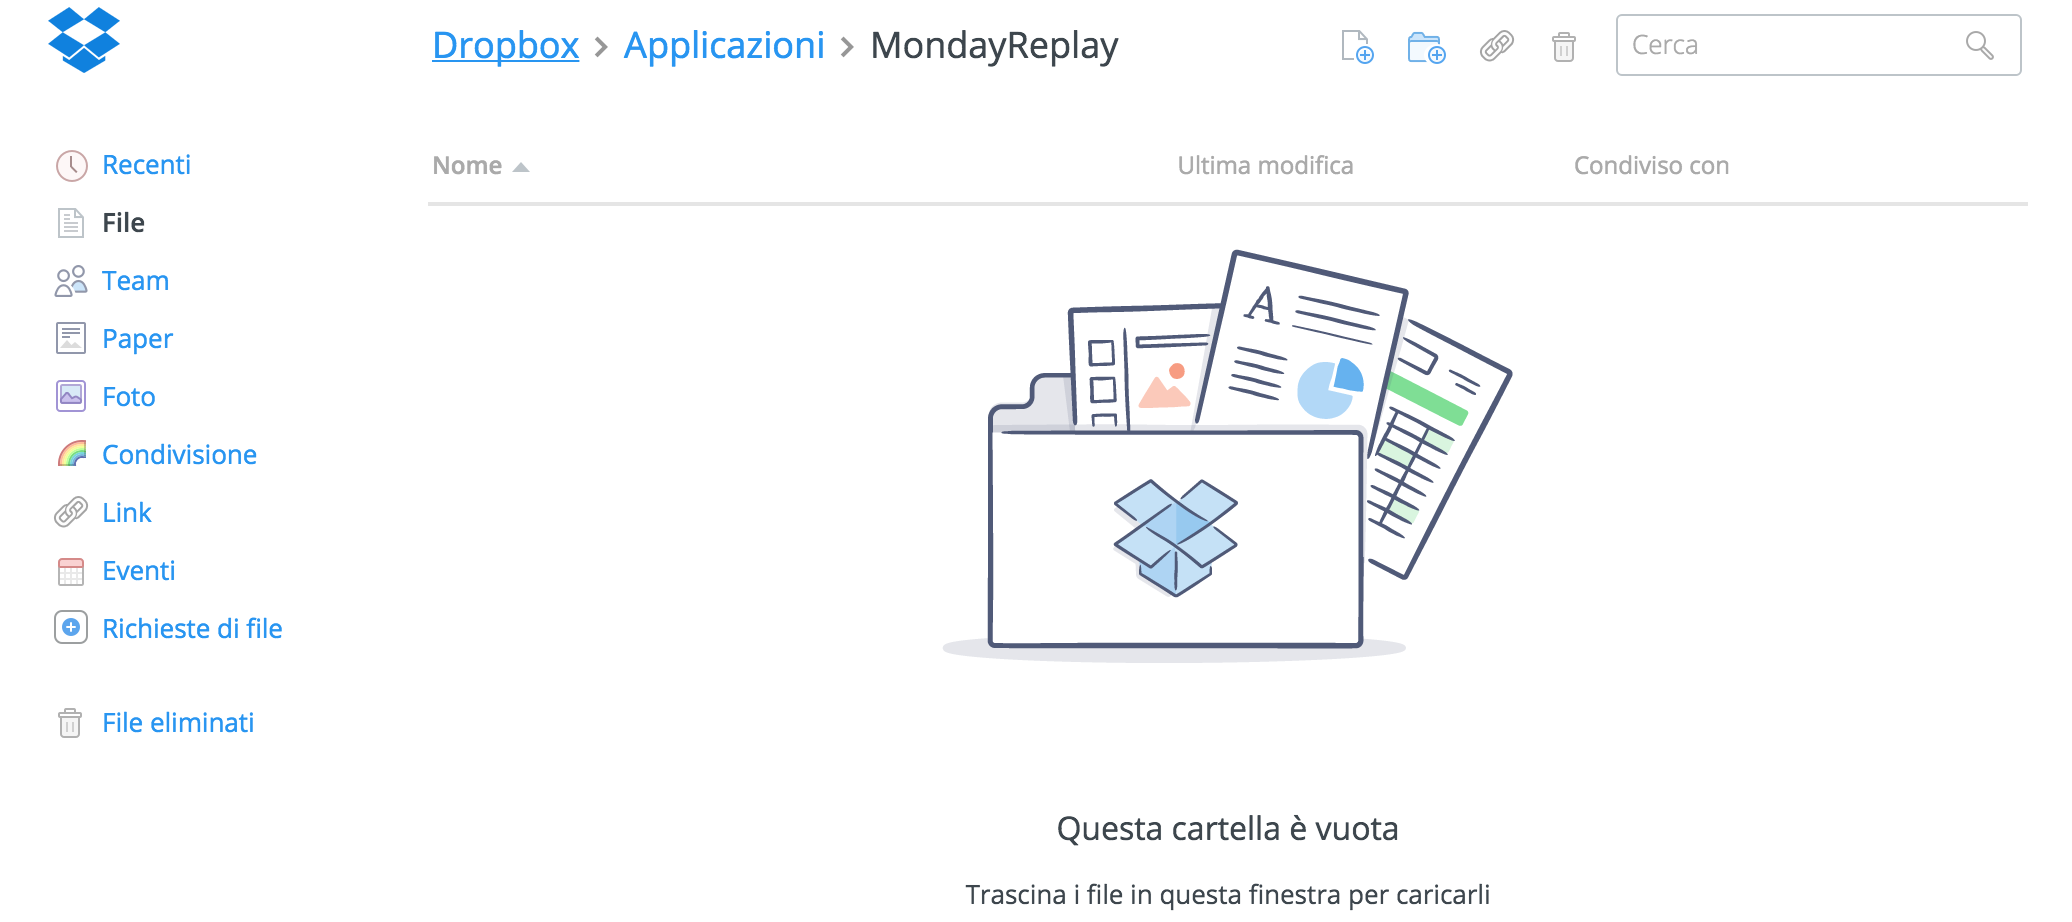 Dropbox > Applicazioni > MondayReplay
Cerca
Recenti
File
Team
Paper
Foto
Condivisione
Link
Eventi
Richieste di file
File eliminati
Nome Ultima modifica Condiviso con
A
Questa cartella è vuota
Trascina i file in questa finestra per caricarli